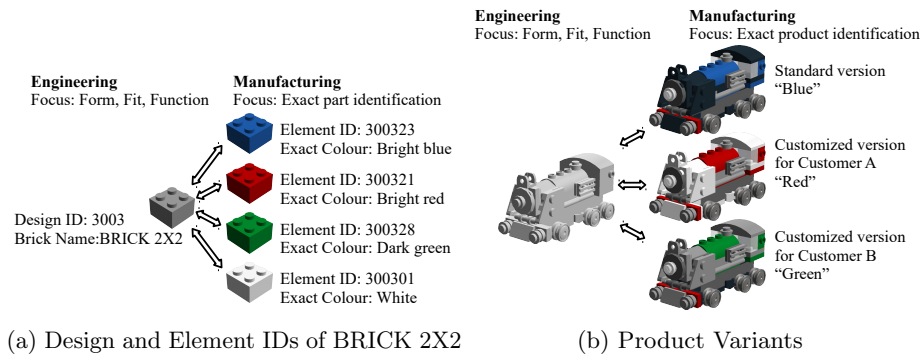 Engineering
Focus: Form, Fit, Function
Manufacturing
Focus: Exact part identification
Element ID: 300323
Exact Colour: Bright blue
Element ID: 300321
Exact Colour: Bright red
Design ID: 3003
Brick Name:BRICK 2X2
Element ID: 300328
Exact Colour: Dark green
Element ID: 300301
Exact Colour: White
(a) Design and Element IDs of BRICK 2X2
Engineering
Focus: Form, Fit, Function
Manufacturing
Focus: Exact product identification
Standard version
“Blue”
Customized version
for Customer A
“Red”
Customized version
for Customer B
“Green”
(b) Product Variants